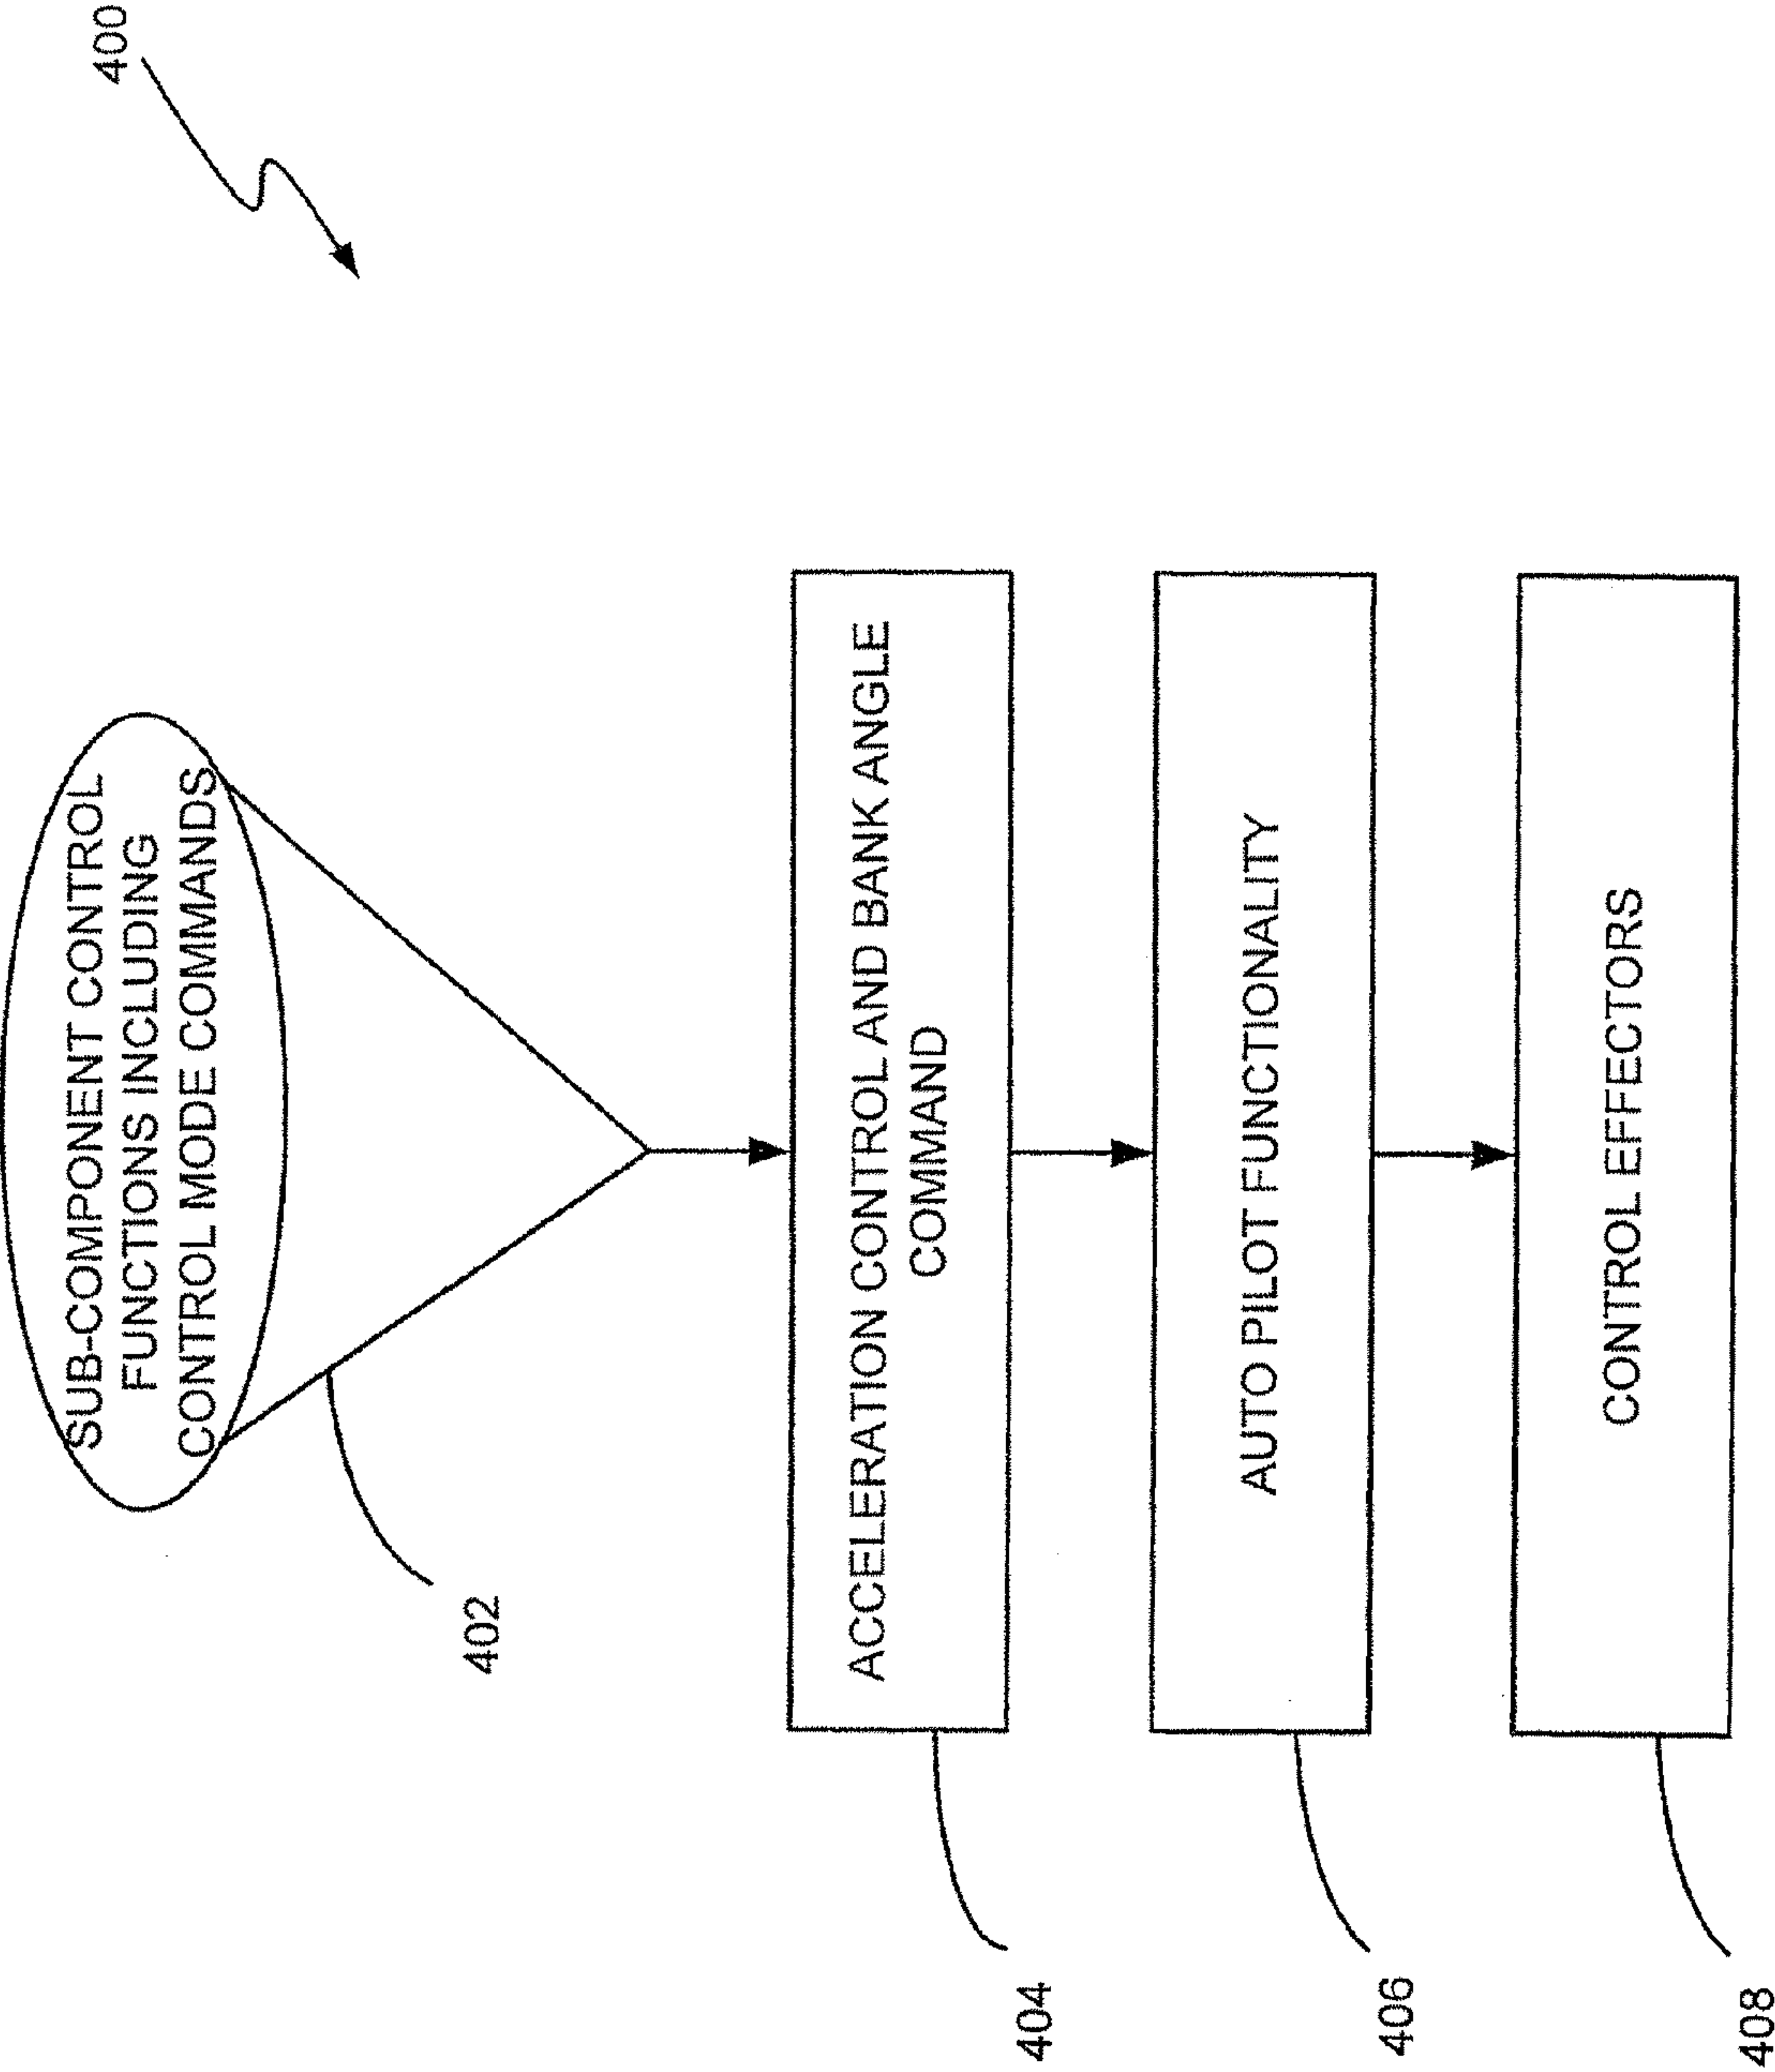 400
SUB-COMPONENT CONTROL
FUNCTIONS INCLUDING
CONTROL MODE COMMANDS
402
ACCELERATION CONTROL AND BANK ANGLE
COMMAND
404
AUTO PILOT FUNCTIONALITY
406
CONTROL EFFECTORS
408